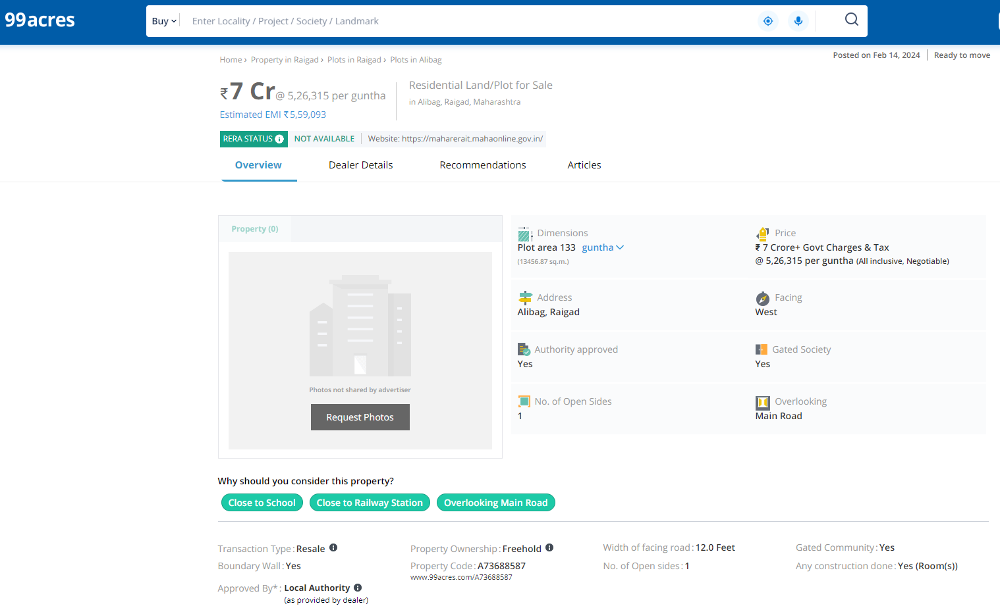 99acres
Buy
Enter Locality / Project / Society / Landmark
Posted on Feb 14, 2024
Ready to move
Home › Property in Raigad › Plots in Raigad › Plots in Alibag
₹ 7 Cr @ 5,26,315 per guntha
Estimated EMI ₹ 5,59,093
Residential Land/Plot for Sale
in Alibag, Raigad, Maharashtra
RERA STATUS NOT AVAILABLE Website: https://maharerait.mahaonline.gov.in/
Overview Dealer Details Recommendations Articles
Property (0)
Photos not shared by advertiser
Request Photos
Dimensions
Plot area 133 guntha
(13456.87 sq.m.)
Price
₹ 7 Crore+ Govt Charges & Tax
@ 5,26,315 per guntha (All inclusive, Negotiable)
Address
Alibag, Raigad
Facing
West
Authority approved
Yes
Gated Society
Yes
No. of Open Sides
1
Overlooking
Main Road
Why should you consider this property?
Close to School Close to Railway Station Overlooking Main Road
Transaction Type : Resale
Property Ownership : Freehold
Width of facing road : 12.0 Feet
Gated Community : Yes
Boundary Wall : Yes
Property Code : A73688587
www.99acres.com/A73688587
No. of Open sides : 1
Any construction done : Yes (Room(s))
Approved By* : Local Authority
(as provided by dealer)